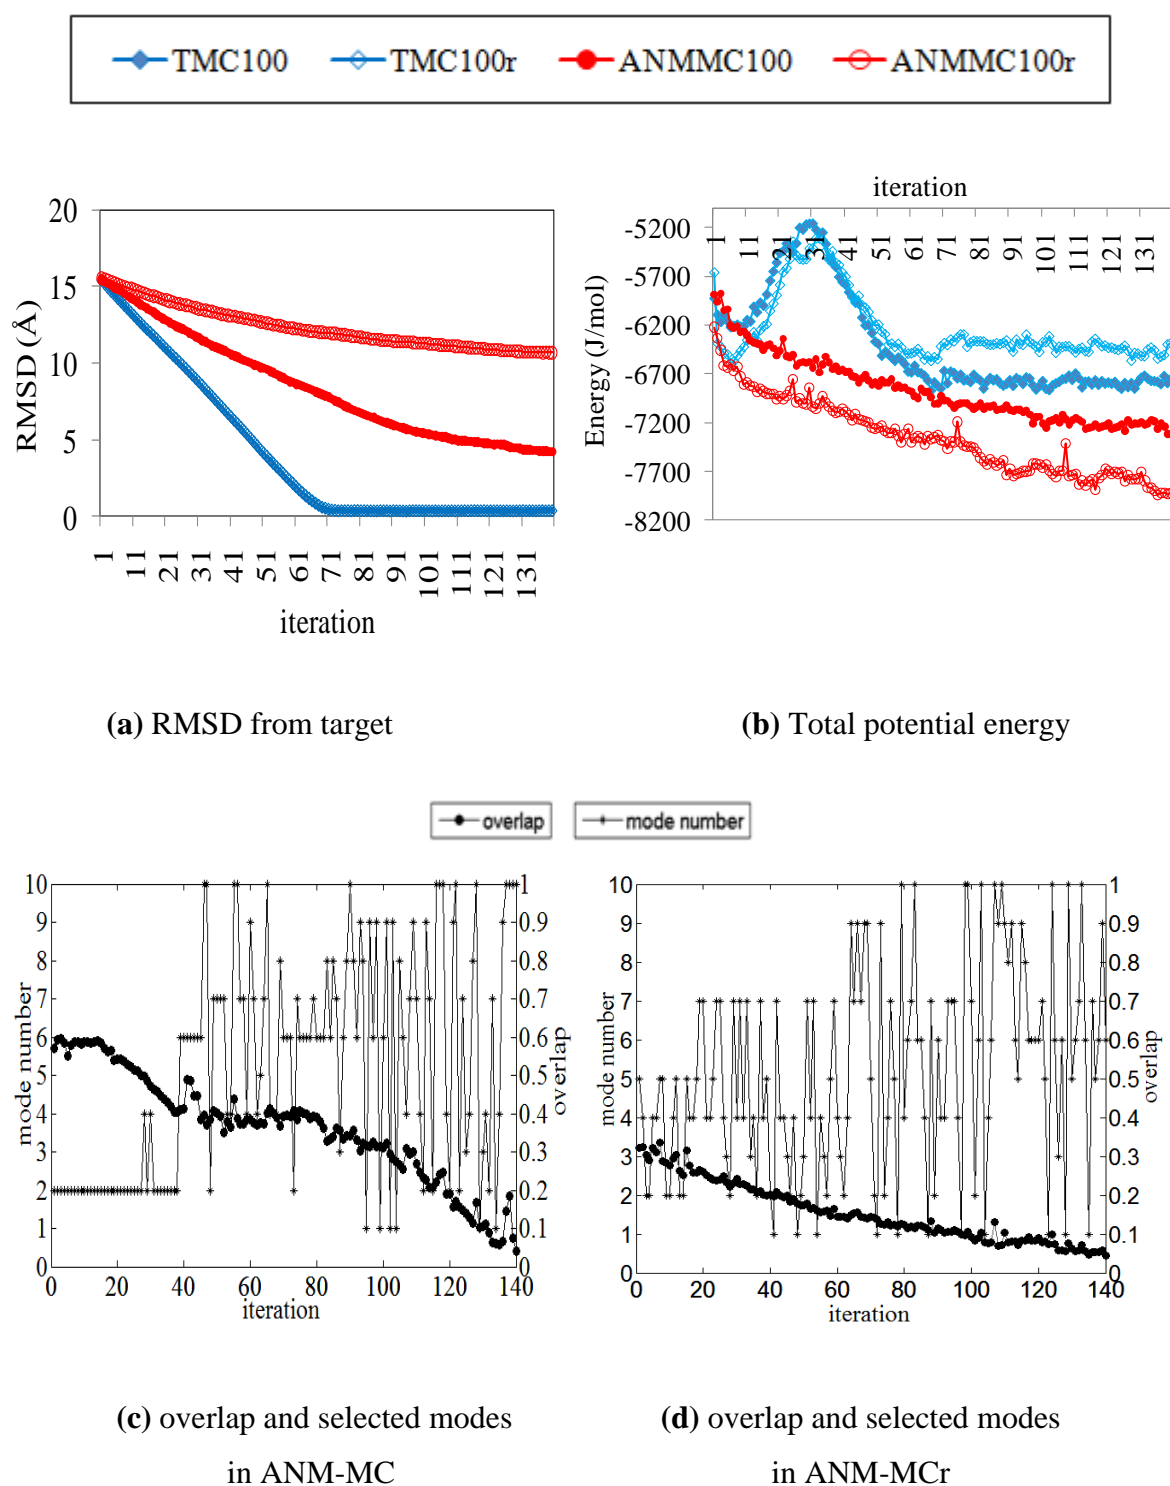 TMC100 TMC100r ANMMC100 ANMMC100r
20
15
10
5
0
RMSD (Å)
1 11 21 31 41 51 61 71 81 91 101 111 121 131
iteration
iteration
-5200
-5700
-6200
-6700
-7200
-7700
-8200
Energy (J/mol)
1 11 21 31 41 51 61 71 81 91 101 111 121 131
(a) RMSD from target
(b) Total potential energy
overlap mode number
10
9
8
7
6
5
4
3
2
1
0
mode number
1
0.9
0.8
0.7
0.6
0.5
0.4
0.3
0.2
0.1
0
overlap
0 20 40 60 80 100 120 140
iteration
10
9
8
7
6
5
4
3
2
1
0
mode number
1
0.9
0.8
0.7
0.6
0.5
0.4
0.3
0.2
0.1
0
overlap
0 20 40 60 80 100 120 140
iteration
(c) overlap and selected modes
in ANM-MC
(d) overlap and selected modes
in ANM-MCr